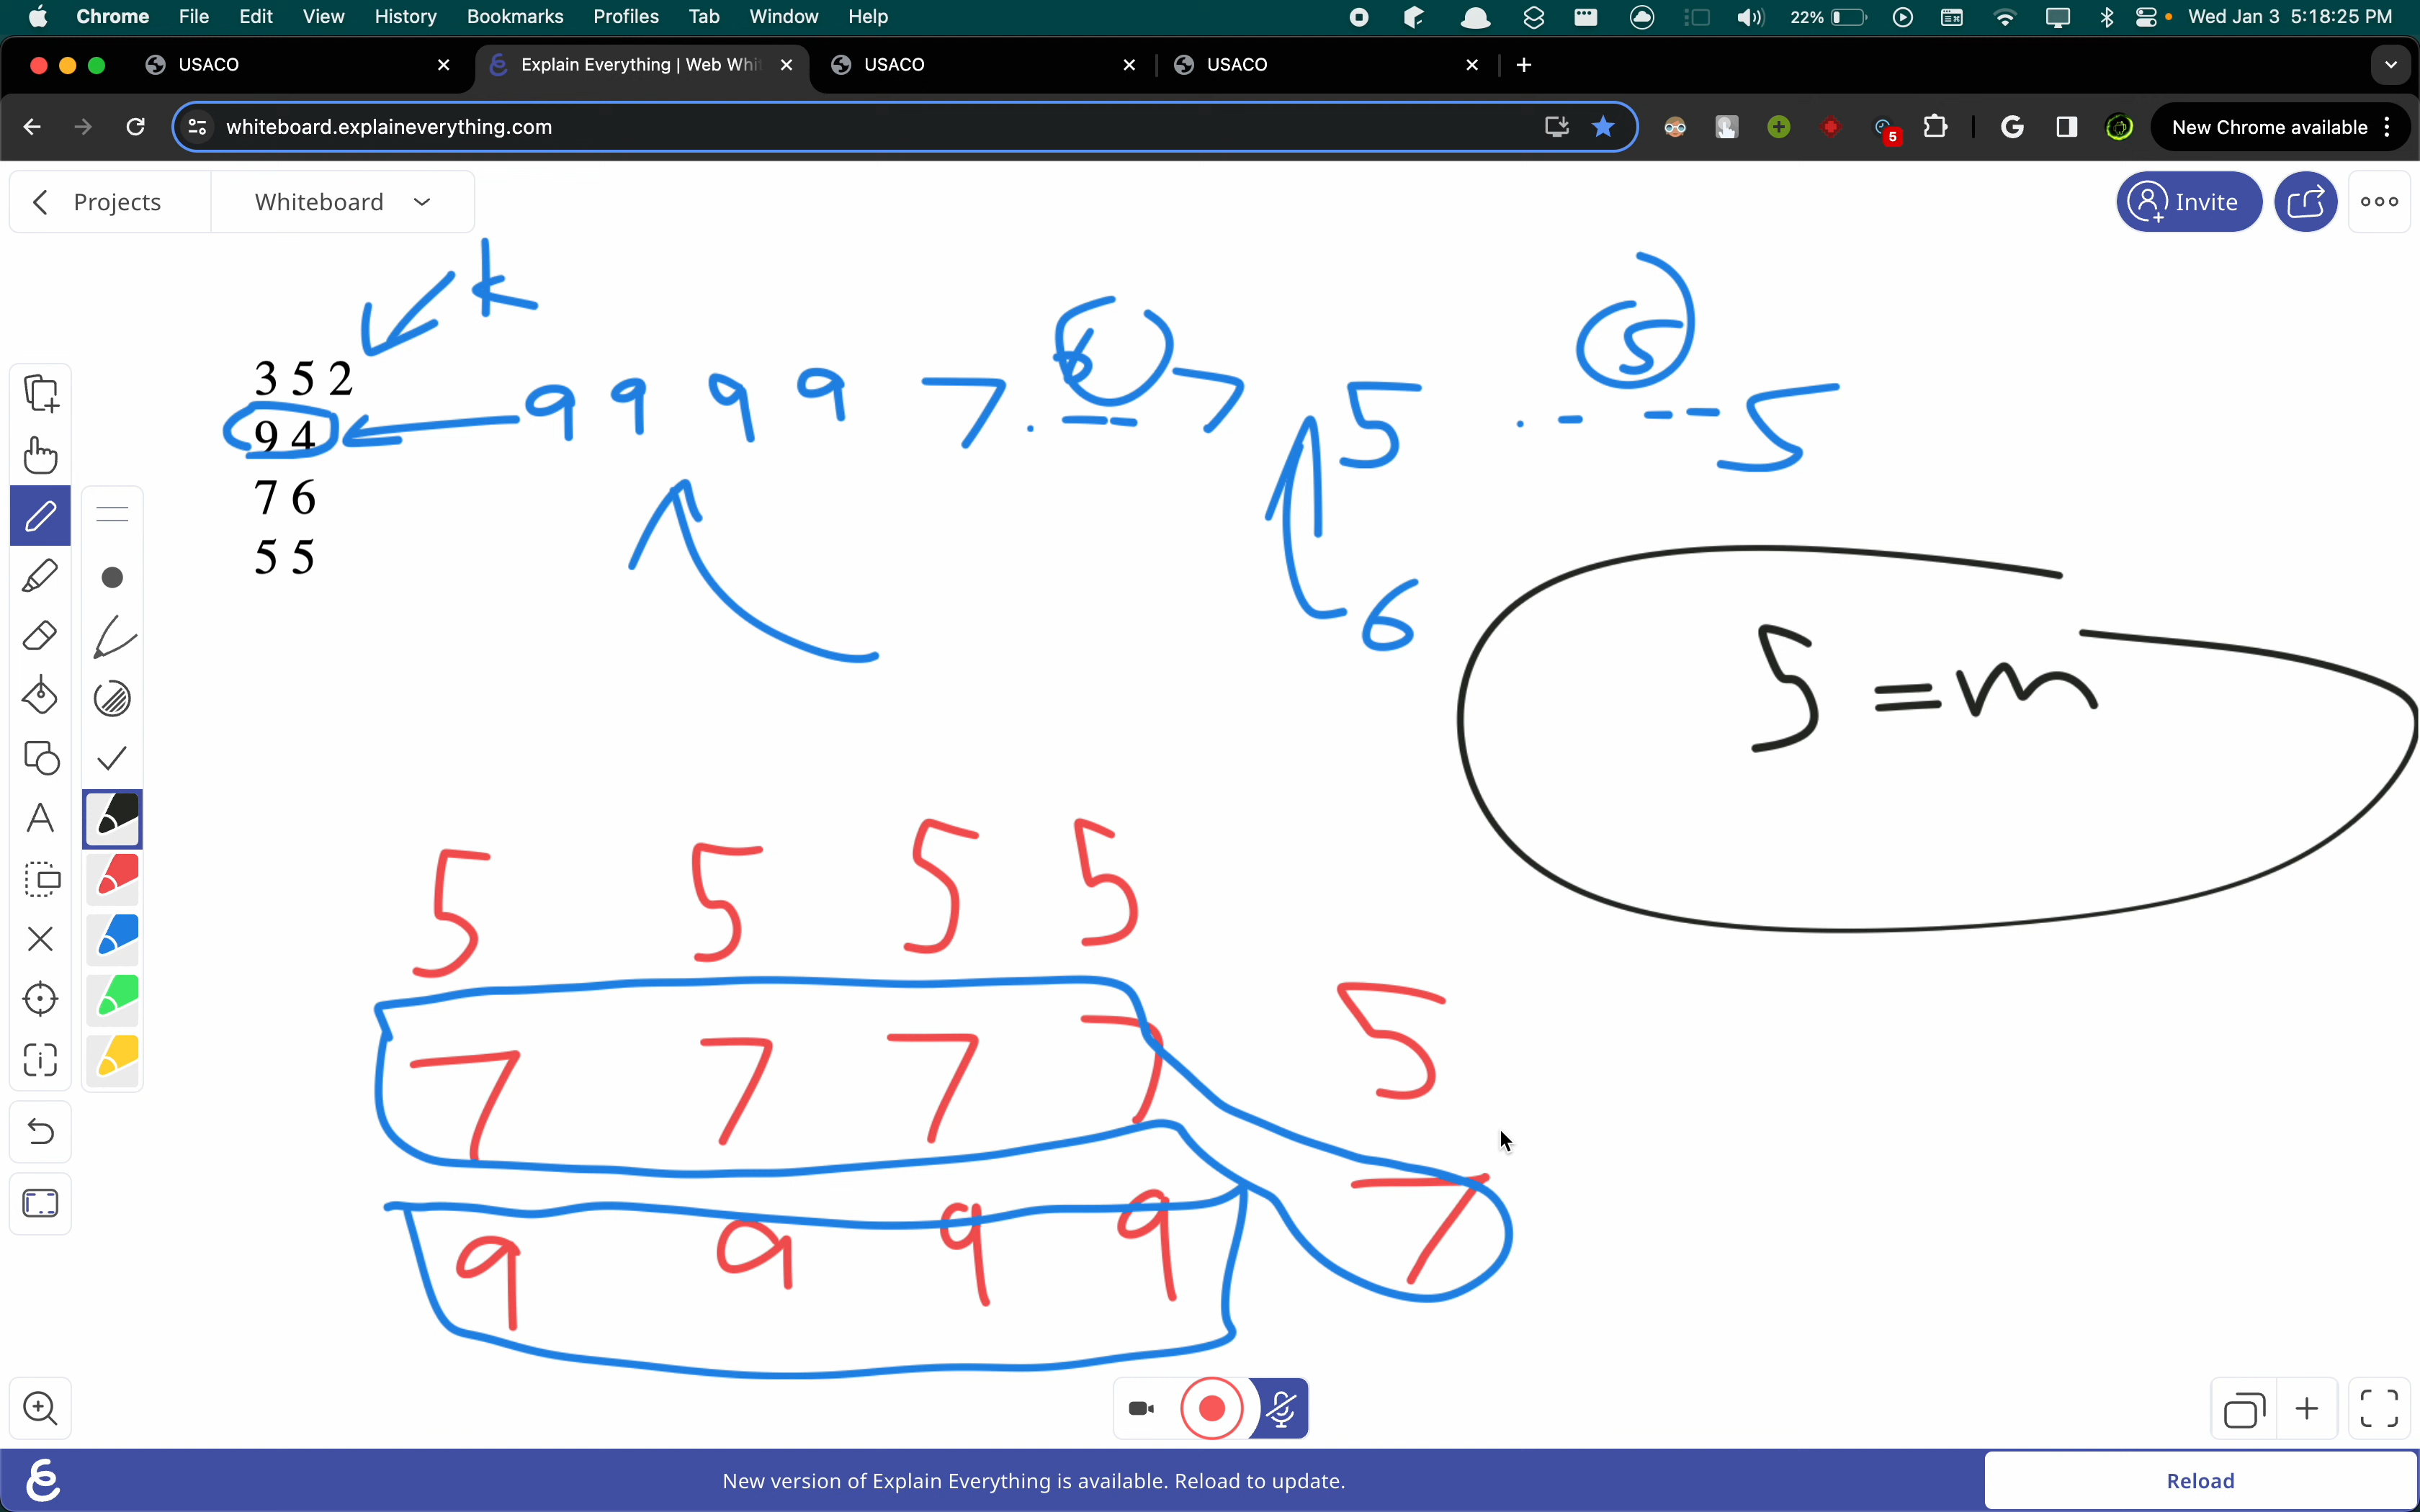 Chrome File Edit View History Bookmarks Profiles Tab Window Help 22% Wed Jan 3 5:18:25 PM
USACO Explain Everything | Web Whi USACO USACO
whiteboard.explaineverything.com 5 New Chrome available
Projects Whiteboard Invite
k
3 5 2
9 4
7 6
5 5
9 9 9 9 7 . -- 7 5 . - - -- 5
6 5
6
5 = m
5 5 5 5
5
7 7 7 7
7
9 9 9 9
A
New version of Explain Everything is available. Reload to update. Reload